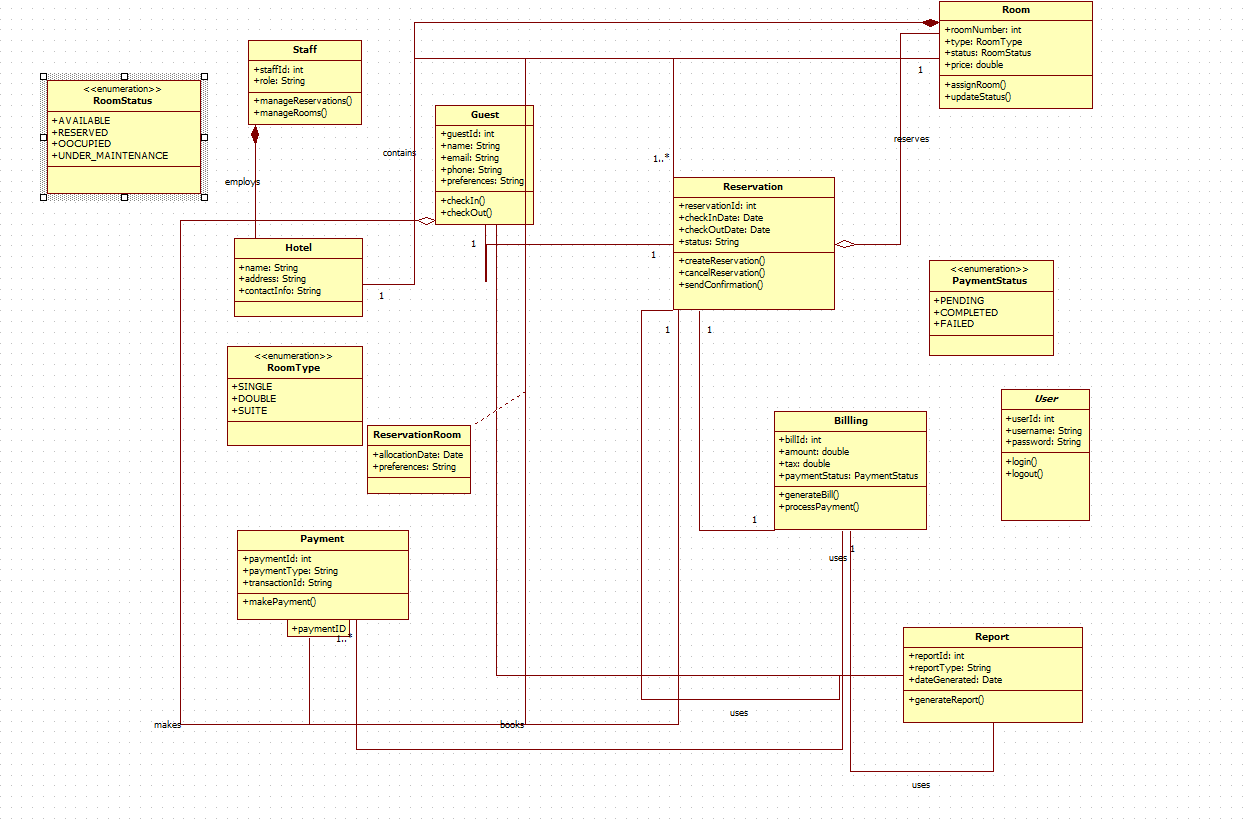 Room
+roomNumber: int
+type: RoomType
+status: RoomStatus
+price: double
+assignRoom()
+updateStatus()
Staff
+staffId: int
+role: String
+manageReservations()
+manageRooms()
<<enumeration>>
RoomStatus
+AVAILABLE
+RESERVED
+OOCUPIED
+UNDER_MAINTENANCE
Guest
+guestId: int
+name: String
+email: String
+phone: String
+preferences: String
+checkIn()
+checkOut()
contains
employs
1
reserves
1..*
Reservation
+reservationId: int
+checkInDate: Date
+checkOutDate: Date
+status: String
+createReservation()
+cancelReservation()
+sendConfirmation()
1
1
Hotel
+name: String
+address: String
+contactInfo: String
1
<<enumeration>>
PaymentStatus
+PENDING
+COMPLETED
+FAILED
1
1
<<enumeration>>
RoomType
+SINGLE
+DOUBLE
+SUITE
ReservationRoom
+allocationDate: Date
+preferences: String
Billling
+billId: int
+amount: double
+tax: double
+paymentStatus: PaymentStatus
+generateBill()
+processPayment()
User
+userId: int
+username: String
+password: String
+login()
+logout()
1
1
uses
Payment
+paymentId: int
+paymentType: String
+transactionId: String
+makePayment()
+paymentID
1..*
Report
+reportId: int
+reportType: String
+dateGenerated: Date
+generateReport()
uses
makes
books
uses